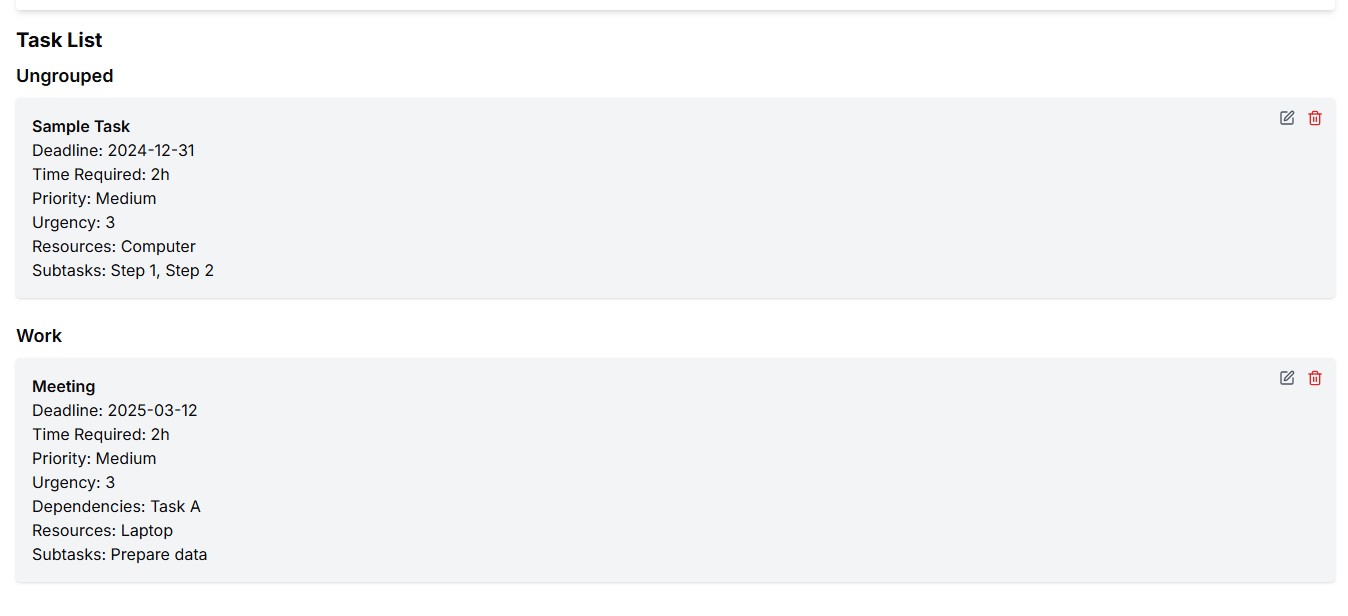 Task List
Ungrouped
Sample Task
Deadline: 2024-12-31
Time Required: 2h
Priority: Medium
Urgency: 3
Resources: Computer
Subtasks: Step 1, Step 2
Work
Meeting
Deadline: 2025-03-12
Time Required: 2h
Priority: Medium
Urgency: 3
Dependencies: Task A
Resources: Laptop
Subtasks: Prepare data